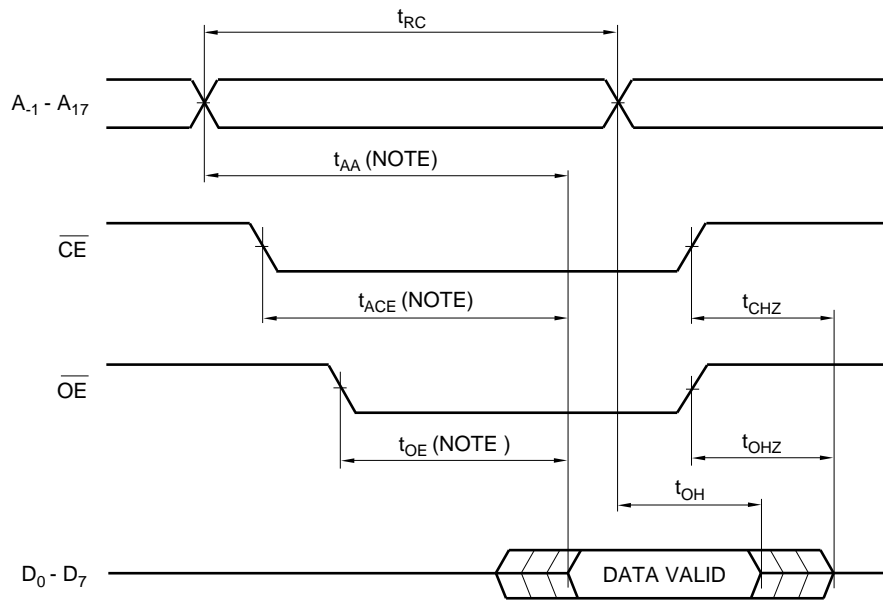 tRC
A-1 - A17
tAA (NOTE)
CE
tACE (NOTE)
tCHZ
OE
tOE (NOTE )
tOHZ
tOH
D0 - D7
DATA VALID